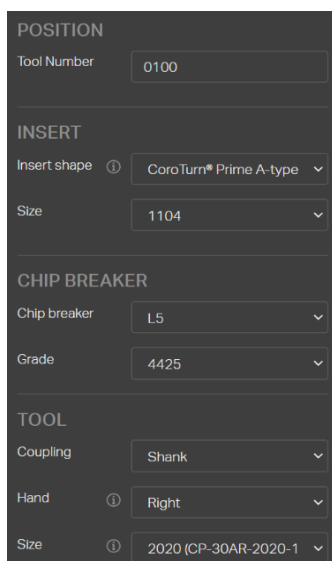 POSITION
Tool Number 0100
INSERT
Insert shape CoroTurn® Prime A-type
Size 1104
CHIP BREAKER
Chip breaker L5
Grade 4425
TOOL
Coupling Shank
Hand Right
Size 2020 (CP-30AR-2020-1